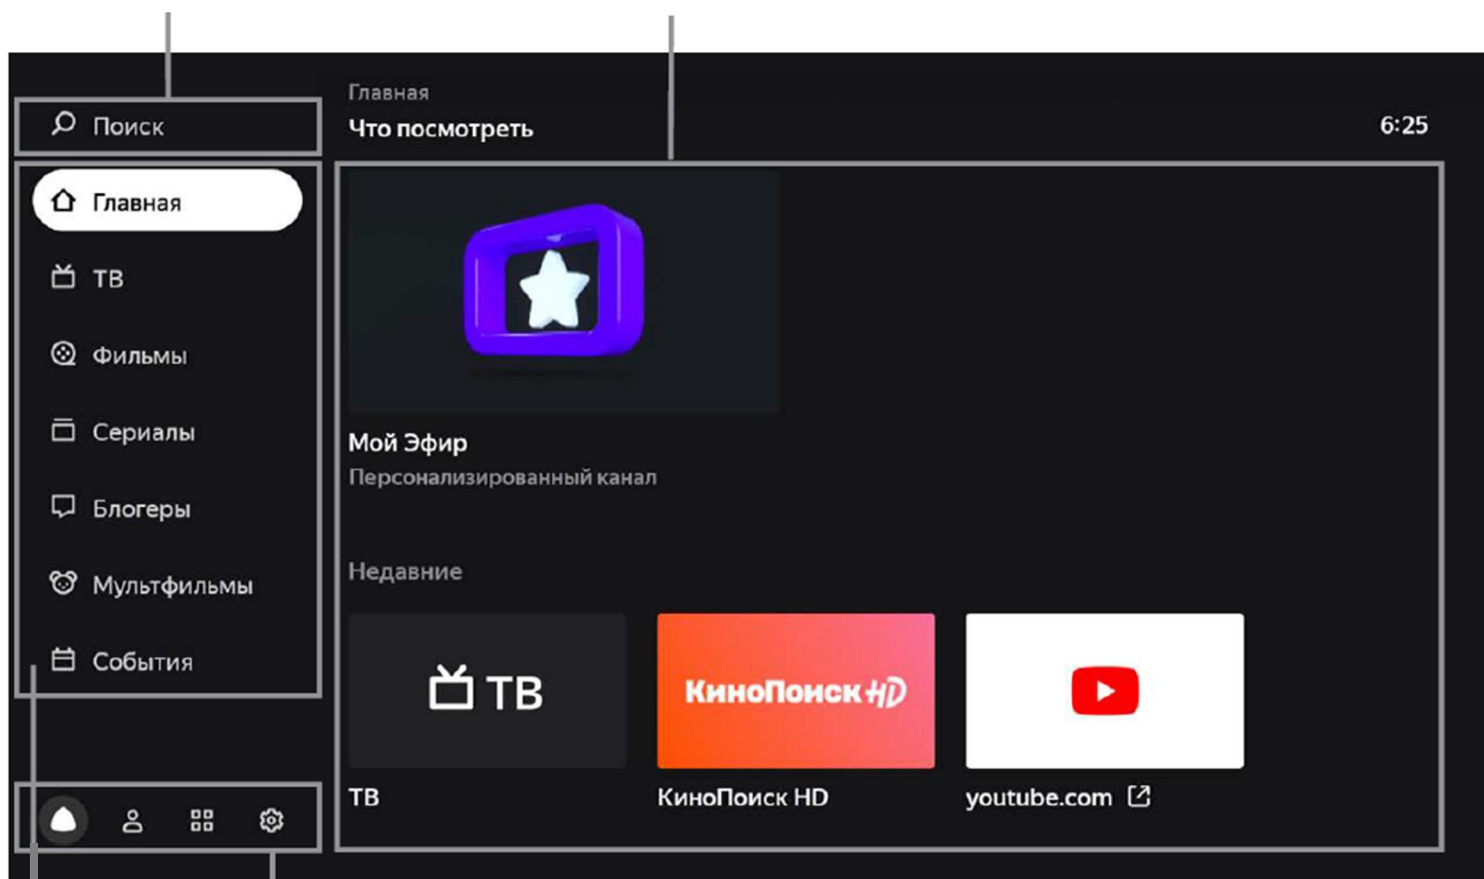 Поиск
Главная
ТВ
Фильмы
Сериалы
Блогеры
Мультфильмы
События
Главная
Что посмотреть
6:25
Мой Эфир
Персонализированный канал
Недавние
ТВ
КиноПоиск HD
ТВ
КиноПоиск HD
youtube.com